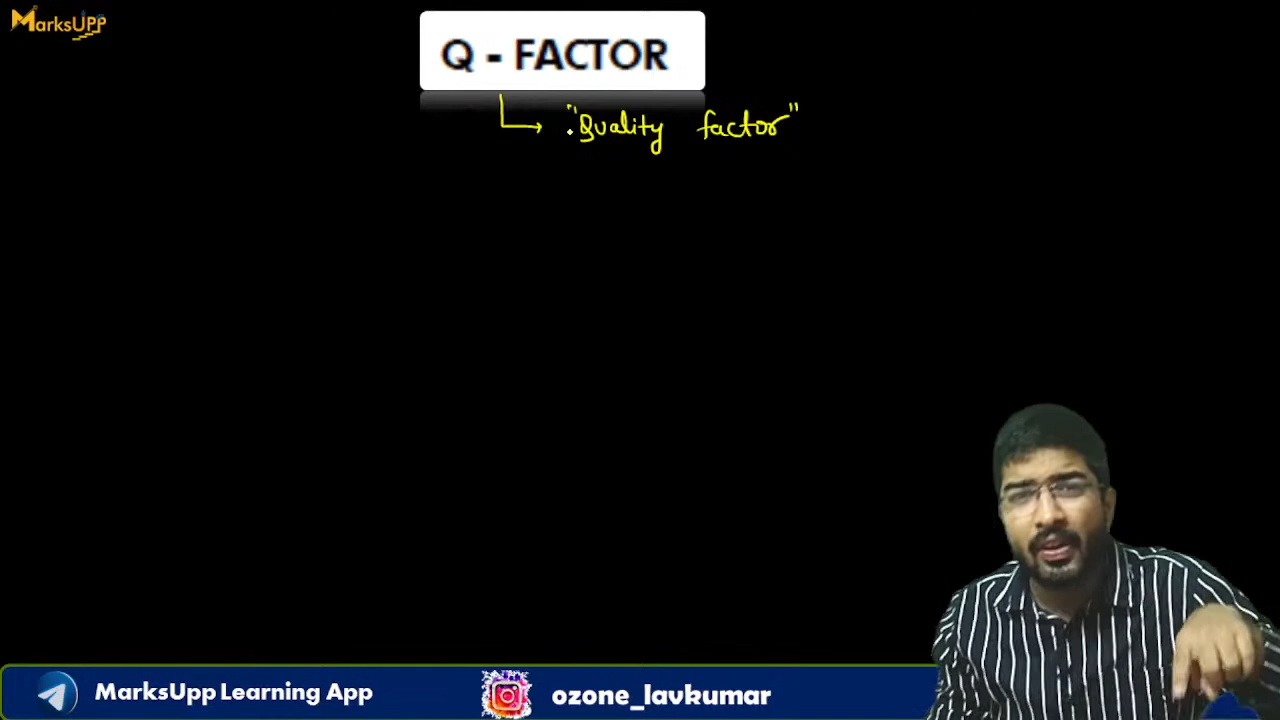 MarksUPP
Q - FACTOR
"Quality factor"
MarksUpp Learning App
ozone_lavkumar